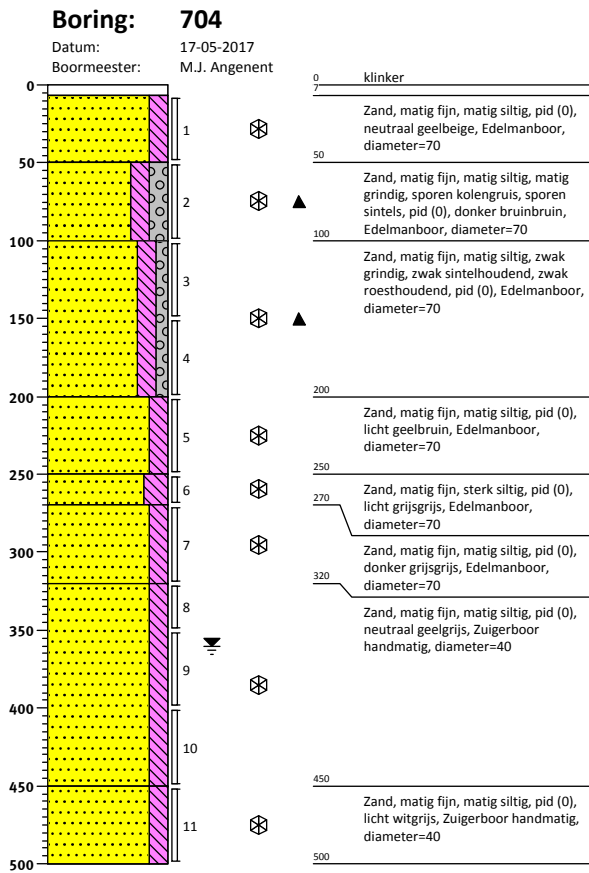 Boring: 704
Datum: 17-05-2017
Boormeester: M.J. Angenent
0
50
100
150
200
250
300
350
400
450
500
1
2
3
4
5
6
7
8
9
10
11
0
klinker
7
Zand, matig fijn, matig siltig, pid (0),
neutraal geelbeige, Edelmanboor,
diameter=70
50
Zand, matig fijn, matig siltig, matig
grindig, sporen kolengruis, sporen
sintels, pid (0), donker bruinbruin,
Edelmanboor, diameter=70
100
Zand, matig fijn, matig siltig, zwak
grindig, zwak sintelhoudend, zwak
roesthoudend, pid (0), Edelmanboor,
diameter=70
200
Zand, matig fijn, matig siltig, pid (0),
licht geelbruin, Edelmanboor,
diameter=70
250
Zand, matig fijn, sterk siltig, pid (0),
licht grijsgrijs, Edelmanboor,
diameter=70
270
Zand, matig fijn, matig siltig, pid (0),
donker grijsgrijs, Edelmanboor,
diameter=70
320
Zand, matig fijn, matig siltig, pid (0),
neutraal geelgrijs, Zuigerboor
handmatig, diameter=40
450
Zand, matig fijn, matig siltig, pid (0),
licht witgrijs, Zuigerboor handmatig,
diameter=40
500